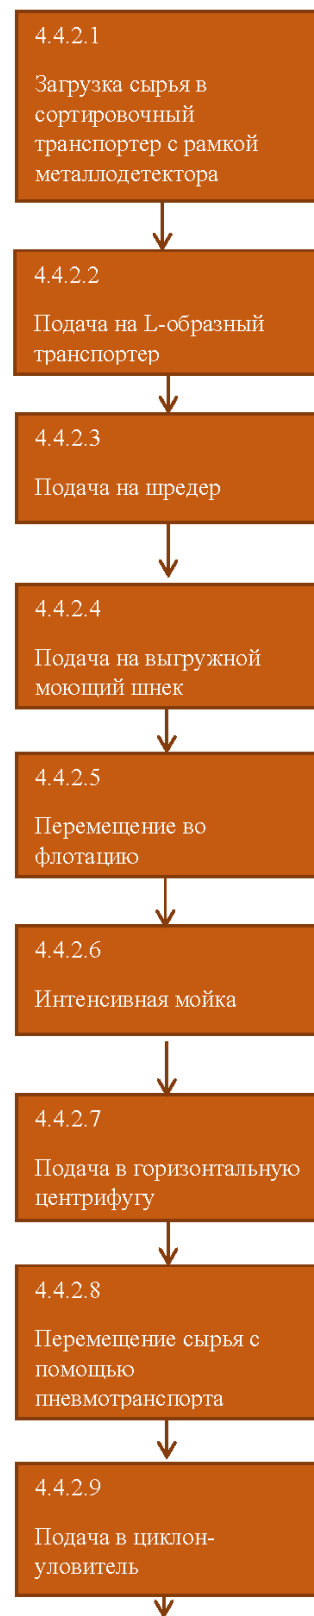 4.4.2.1
Загрузка сырья в
сортировочный
транспортер с рамкой
металлодетектора
4.4.2.2
Подача на L-образный
транспортер
4.4.2.3
Подача на шредер
4.4.2.4
Подача на выгружной
моющий шнек
4.4.2.5
Перемещение во
флотацию
4.4.2.6
Интенсивная мойка
4.4.2.7
Подача в горизонтальную
центрифугу
4.4.2.8
Перемещение сырья с
помощью
пневмотранспорта
4.4.2.9
Подача в циклон-
уловитель